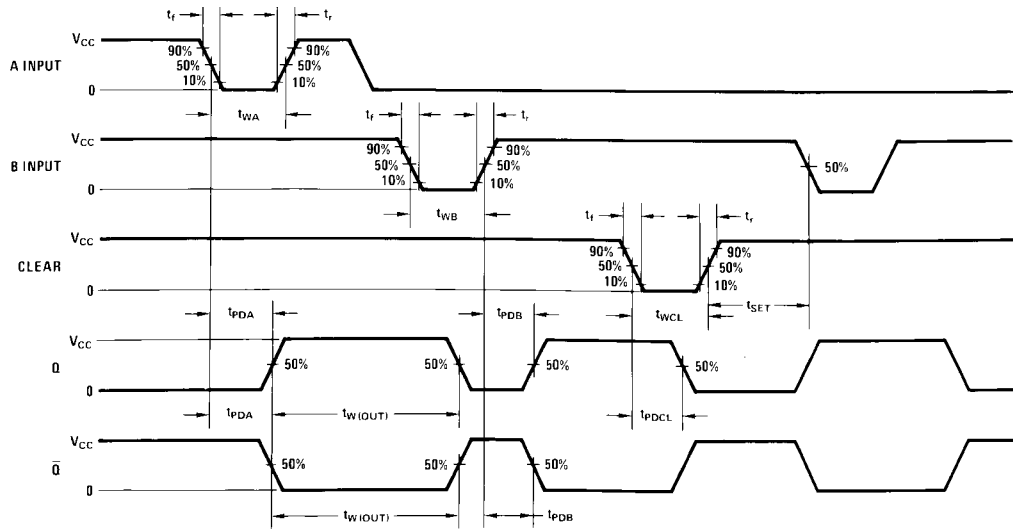 tf tr
VCC
A INPUT
90% 90%
50% 50%
10% 10%
0
tWA tf tr
VCC
B INPUT
90% 90%
50% 50% 50%
10% 10%
0
tWB tf tr
VCC
CLEAR
90% 90%
50% 50%
10% 10%
0
tPDA tPDB tWCL tSET
VCC
Q
50% 50% 50% 50%
0
tPDA tW(OUT) tPDCL
VCC
Q̅
50% 50% 50%
0
tW(OUT) tPDB